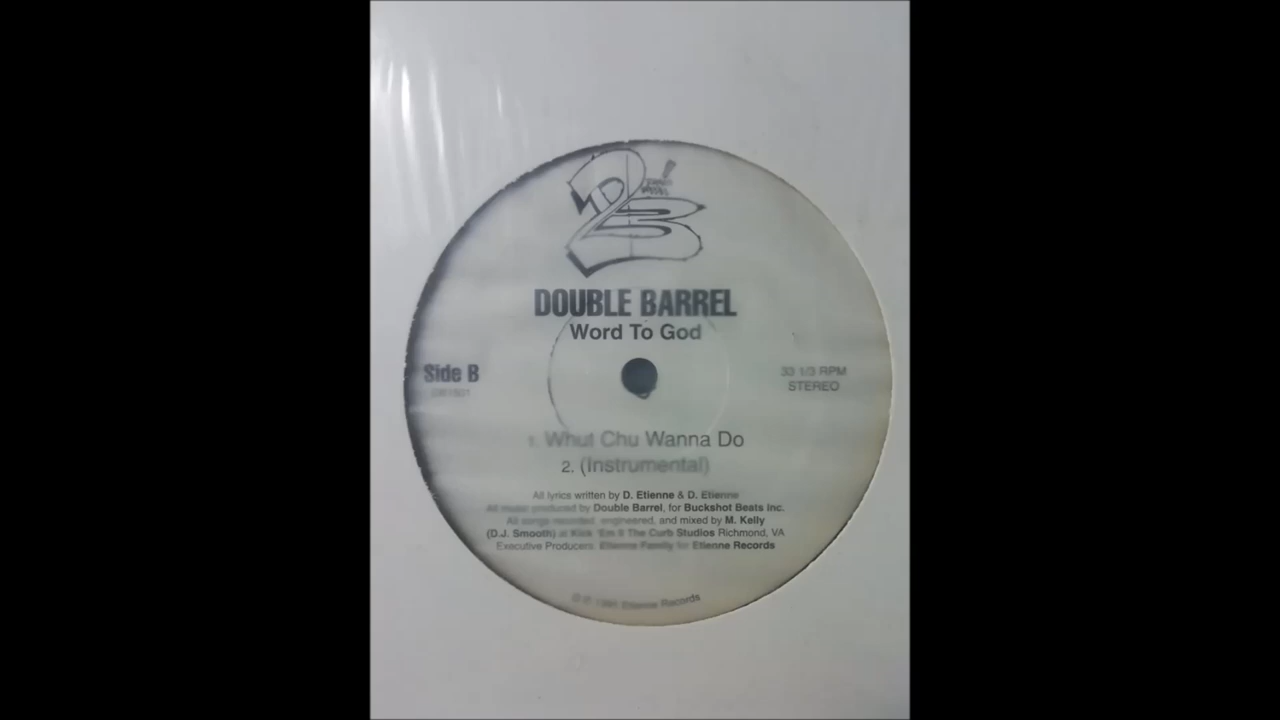 DOUBLE BARREL
Word To God
Side B
33 1/3 RPM
STEREO
1. Whut Chu Wanna Do
2. (Instrumental)
All lyrics written by D. Etienne & D. Etienne
All music produced by Double Barrel, for Buckshot Beats inc.
All songs recorded, engineered, and mixed by M. Kelly
(D.J. Smooth) at Kick 'Em II The Curb Studios Richmond, VA
Executive Producers: Etienne Family for Etienne Records
Etienne Records